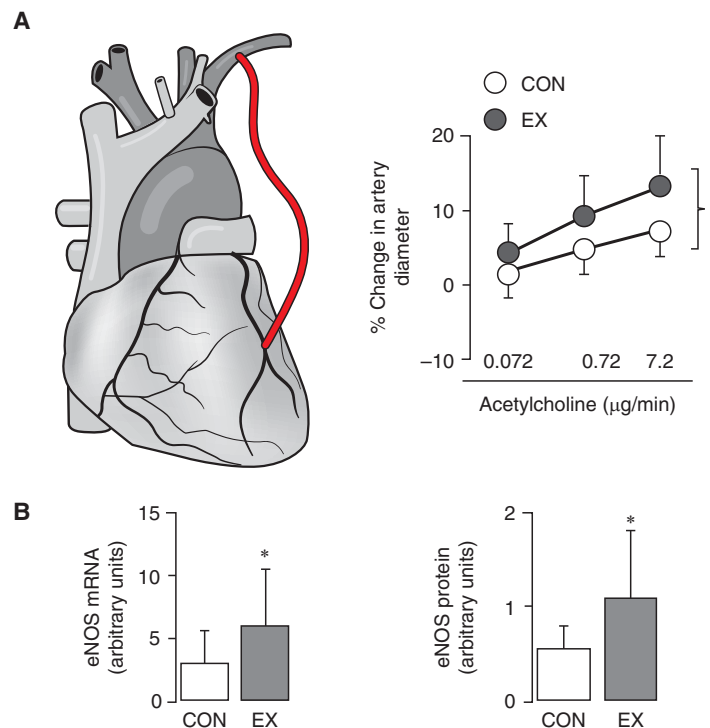 A
CON
EX
% Change in artery
diameter
20
10
0
−10
0.072 0.72 7.2
Acetylcholine (μg/min)
B
eNOS mRNA
(arbitrary units)
15
10
5
0
*
CON EX
eNOS protein
(arbitrary units)
2
1
0
*
CON EX